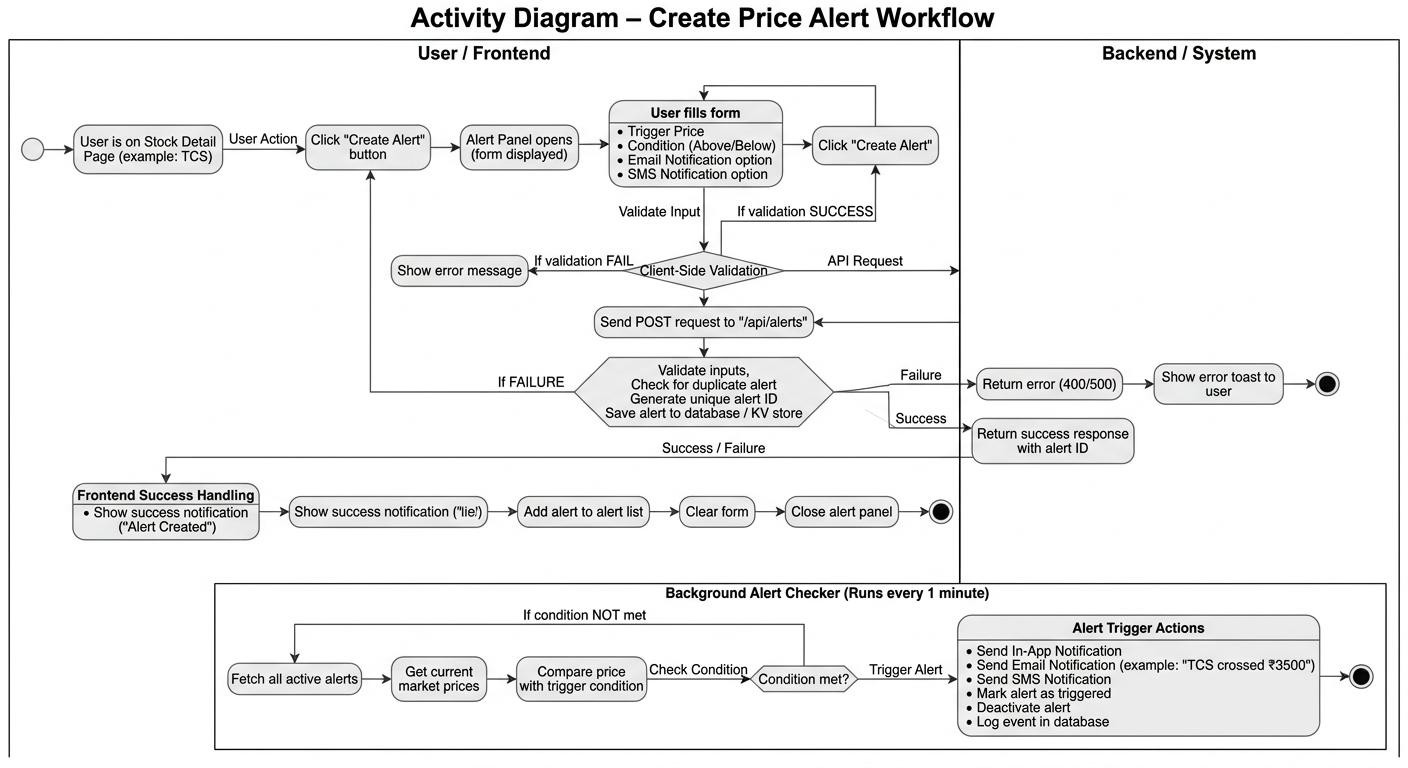 Activity Diagram – Create Price Alert Workflow
User / Frontend
Backend / System
User is on Stock Detail
Page (example: TCS)
User Action
Click "Create Alert"
button
Alert Panel opens
(form displayed)
User fills form
• Trigger Price
• Condition (Above/Below)
• Email Notification option
• SMS Notification option
Click "Create Alert"
Validate Input
If validation SUCCESS
Show error message
If validation FAIL
Client-Side Validation
API Request
Send POST request to "/api/alerts"
If FAILURE
Validate inputs,
Check for duplicate alert
Generate unique alert ID
Save alert to database / KV store
Failure
Return error (400/500)
Show error toast to
user
Success
Return success response
with alert ID
Success / Failure
Frontend Success Handling
• Show success notification
("Alert Created")
Show success notification ("lie!)
Add alert to alert list
Clear form
Close alert panel
Background Alert Checker (Runs every 1 minute)
If condition NOT met
Fetch all active alerts
Get current
market prices
Compare price
with trigger condition
Check Condition
Condition met?
Trigger Alert
Alert Trigger Actions
• Send In-App Notification
• Send Email Notification (example: "TCS crossed ₹3500")
• Send SMS Notification
• Mark alert as triggered
• Deactivate alert
• Log event in database